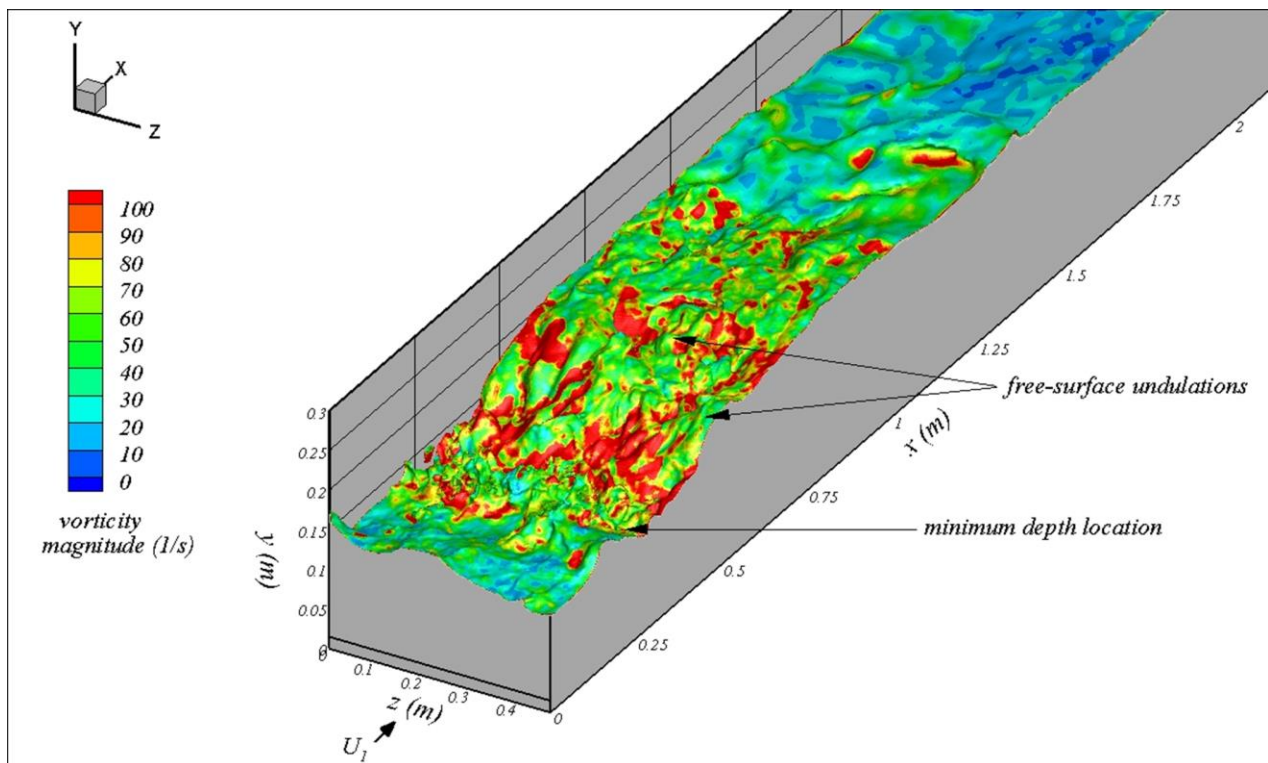 Y
X
Z
100
90
80
70
60
50
40
30
20
10
0
vorticity
magnitude (1/s)
0.3
0.25
0.2
0.15
0.1
0.05
0
y (m)
0
0.1
0.2
0.3
0.4
z (m)
U1
0
0.25
0.5
0.75
1
1.25
1.5
1.75
2
x (m)
free-surface undulations
minimum depth location